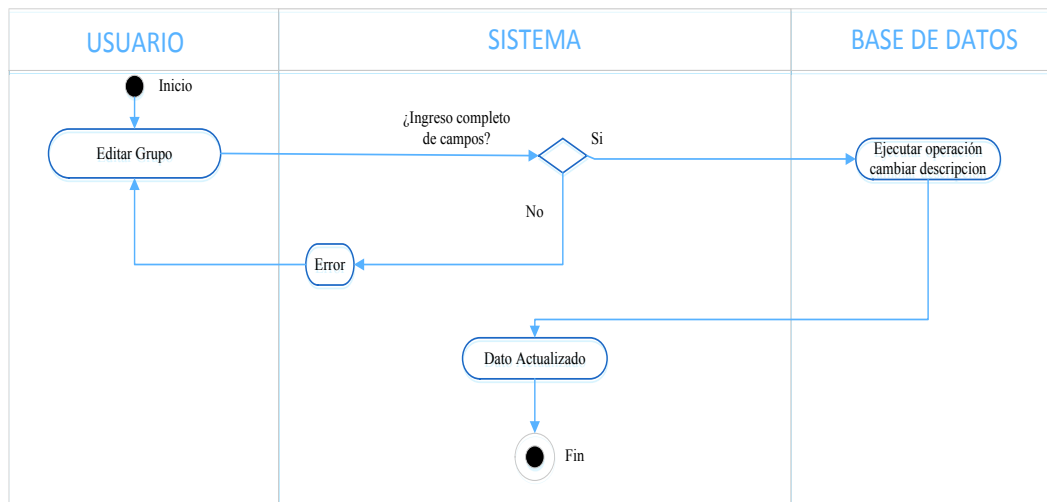 USUARIO
SISTEMA
BASE DE DATOS
Inicio
¿Ingreso completo
de campos?
Si
Editar Grupo
Ejecutar operación
cambiar descripcion
No
Error
Dato Actualizado
Fin